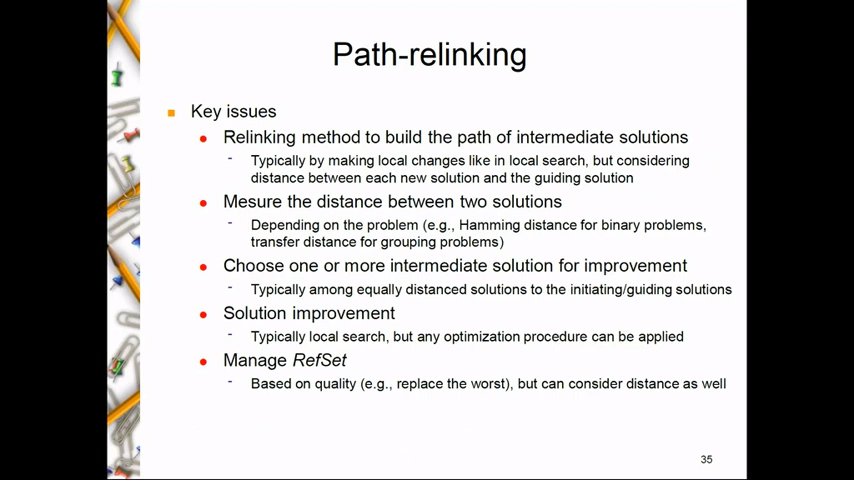 Path-relinking
Key issues
Relinking method to build the path of intermediate solutions
- Typically by making local changes like in local search, but considering
distance between each new solution and the guiding solution
Mesure the distance between two solutions
- Depending on the problem (e.g., Hamming distance for binary problems,
transfer distance for grouping problems)
Choose one or more intermediate solution for improvement
- Typically among equally distanced solutions to the initiating/guiding solutions
Solution improvement
- Typically local search, but any optimization procedure can be applied
Manage RefSet
- Based on quality (e.g., replace the worst), but can consider distance as well
35